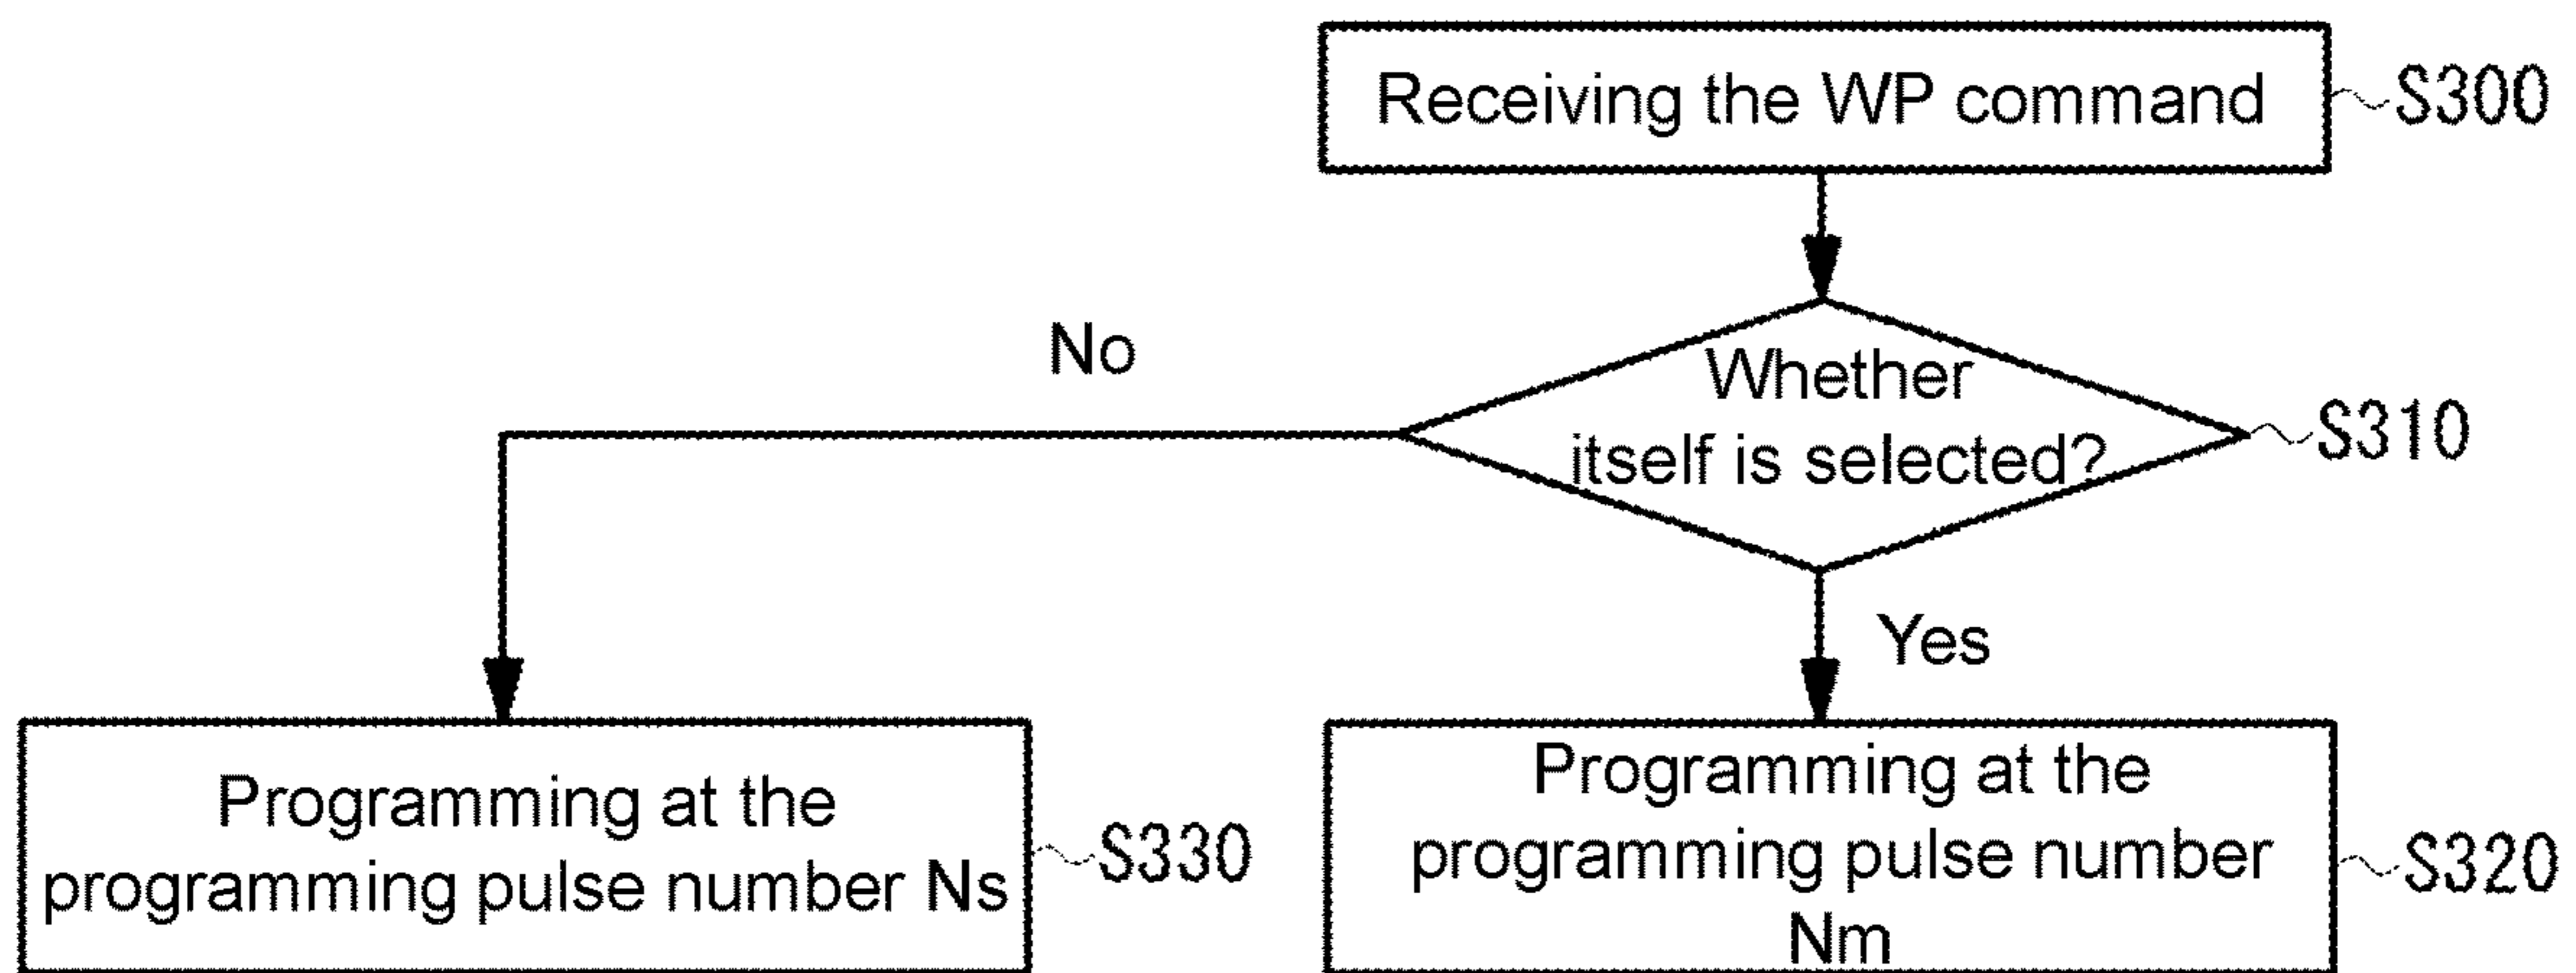 Receiving the WP command
S300
No
Whether
itself is selected?
S310
Yes
Programming at the
programming pulse number Ns
S330
Programming at the
programming pulse number
Nm
S320